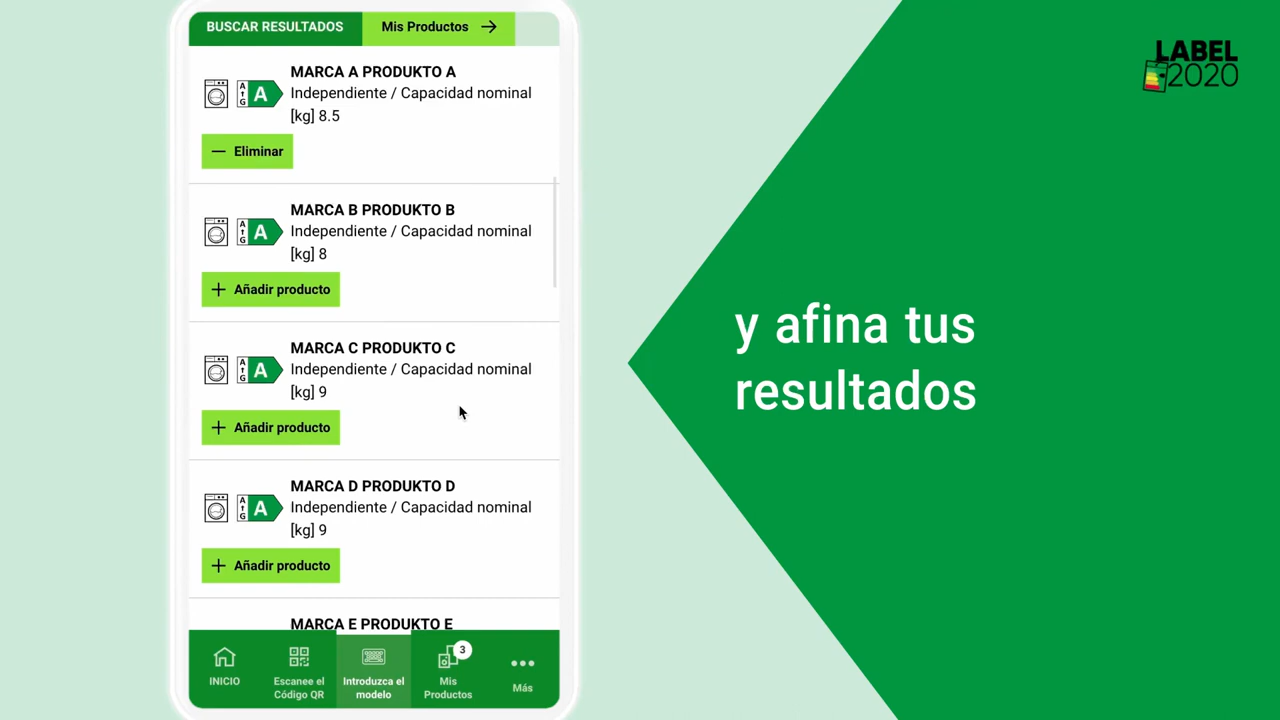 BUSCAR RESULTADOS
Mis Productos
LABEL
2020
MARCA A PRODUKTO A
A
G
A
Independiente / Capacidad nominal
[kg] 8.5
Eliminar
MARCA B PRODUKTO B
A
G
A
Independiente / Capacidad nominal
[kg] 8
Añadir producto
MARCA C PRODUKTO C
A
G
A
Independiente / Capacidad nominal
[kg] 9
Añadir producto
MARCA D PRODUKTO D
A
G
A
Independiente / Capacidad nominal
[kg] 9
Añadir producto
MARCA E PRODUKTO E
INICIO
Escanee el
Código QR
Introduzca el
modelo
3
Mis
Productos
Más
y afina tus
resultados